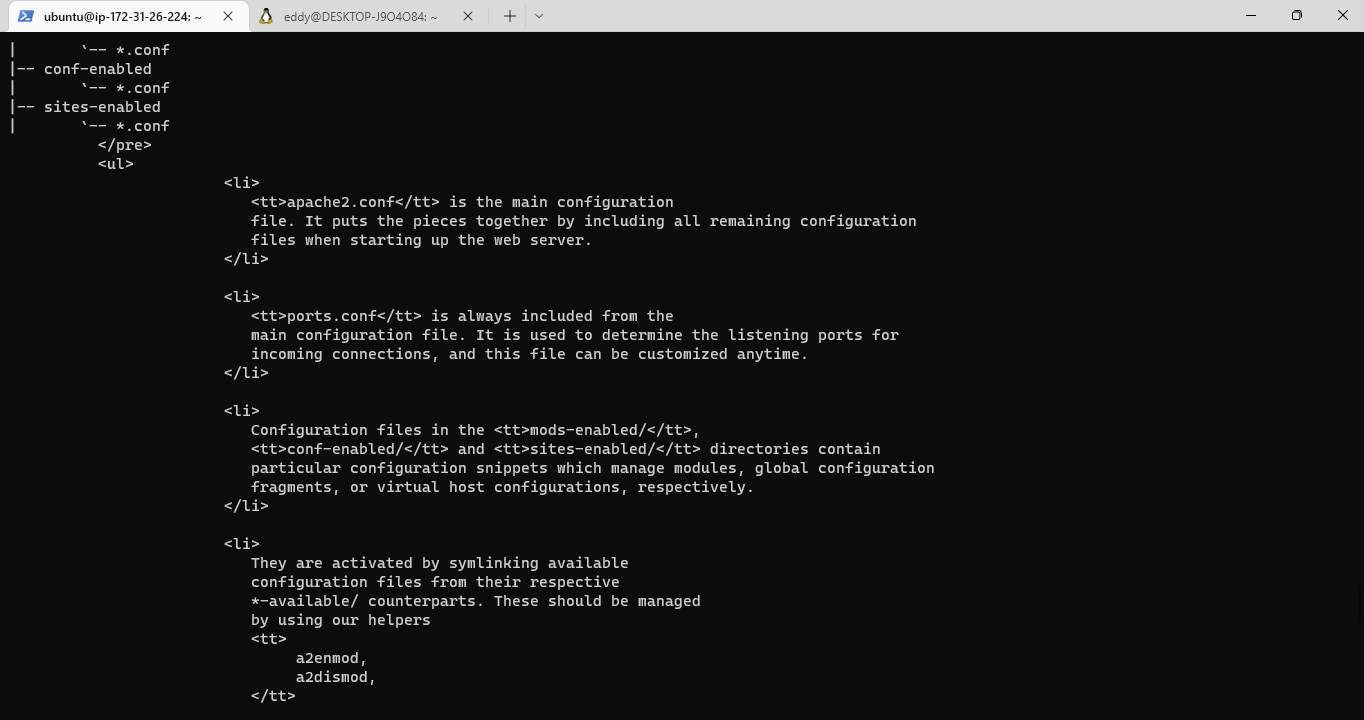 ubuntu@ip-172-31-26-224: ~
eddy@DESKTOP-J9O4O84: ~
|       `-- *.conf
|-- conf-enabled
|       `-- *.conf
|-- sites-enabled
|       `-- *.conf
          </pre>
          <ul>
                        <li>
                           <tt>apache2.conf</tt> is the main configuration
                           file. It puts the pieces together by including all remaining configuration
                           files when starting up the web server.
                        </li>

                        <li>
                           <tt>ports.conf</tt> is always included from the
                           main configuration file. It is used to determine the listening ports for
                           incoming connections, and this file can be customized anytime.
                        </li>

                        <li>
                           Configuration files in the <tt>mods-enabled/</tt>,
                           <tt>conf-enabled/</tt> and <tt>sites-enabled/</tt> directories contain
                           particular configuration snippets which manage modules, global configuration
                           fragments, or virtual host configurations, respectively.
                        </li>

                        <li>
                           They are activated by symlinking available
                           configuration files from their respective
                           *-available/ counterparts. These should be managed
                           by using our helpers
                           <tt>
                                a2enmod,
                                a2dismod,
                           </tt>